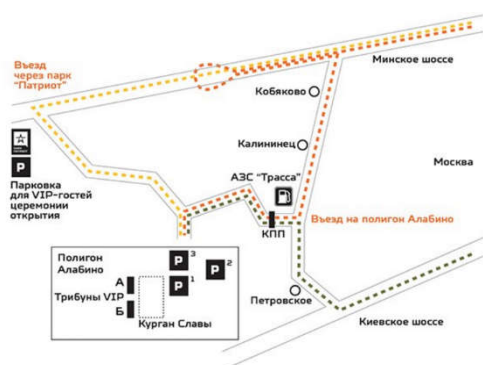 Въезд
через парк
"Патриот"
Минское шоссе
Кобяково
Калининец
АЗС "Трасса"
Москва
P
Парковка
для VIP-гостей
церемонии
открытия
Въезд на полигон Алабино
КПП
Полигон
Алабино
P 3
P 2
P 1
А
Трибуны VIP
Б
Курган Славы
Петровское
Киевское шоссе